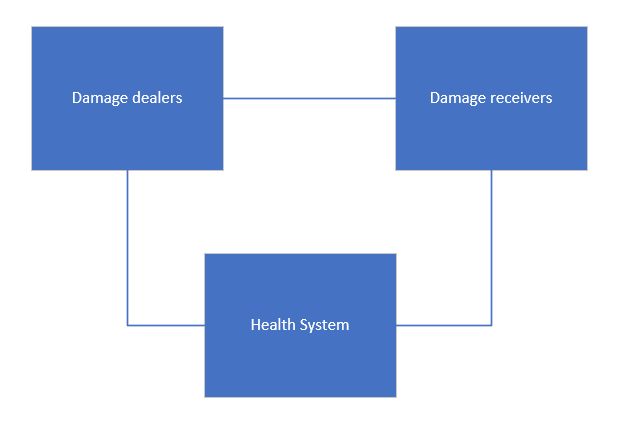 Damage dealers
Damage receivers
Health System